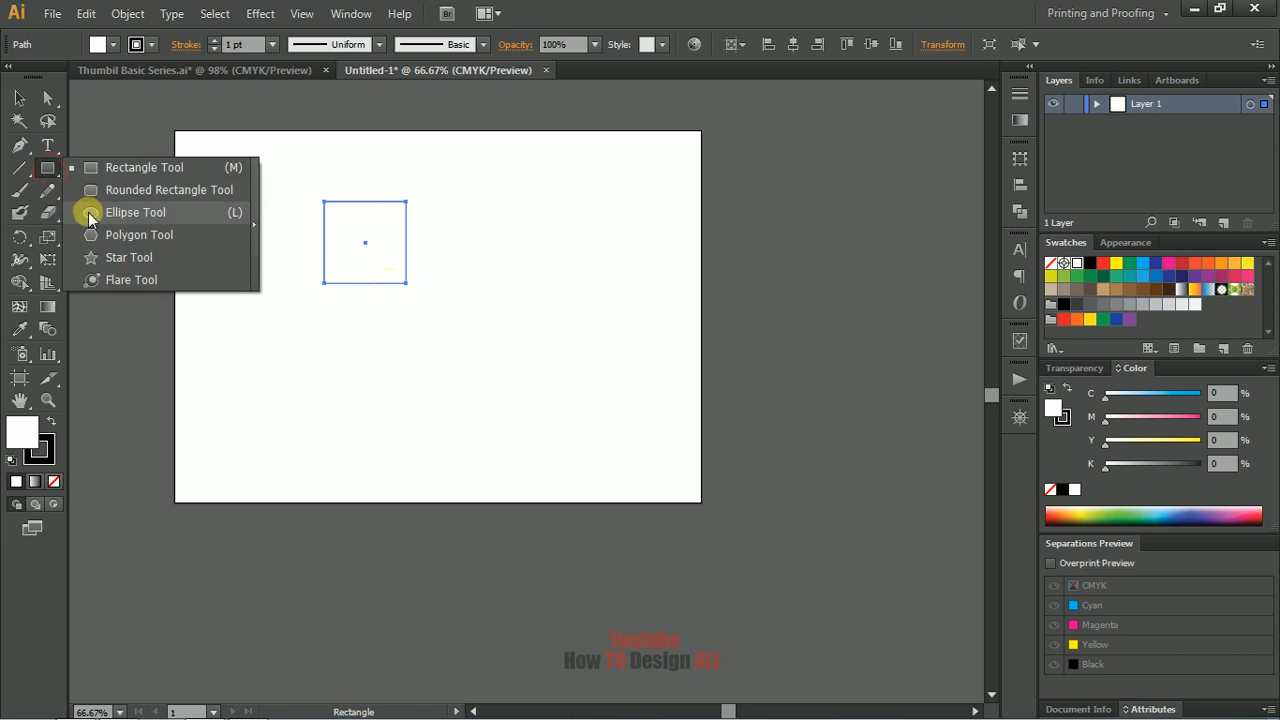 Ai File Edit Object Type Select Effect View Window Help Br Printing and Proofing
Path Stroke: 1 pt Uniform Basic Opacity: 100% Style: Transform
Thumbil Basic Series.ai* @ 98% (CMYK/Preview) × Untitled-1* @ 66.67% (CMYK/Preview) ×
Layers Info Links Artboards
Layer 1
Rectangle Tool (M)
Rounded Rectangle Tool
Ellipse Tool (L)
Polygon Tool
Star Tool
Flare Tool
1 Layer
Swatches Appearance
Transparency Color
C 0 %
M 0 %
Y 0 %
K 0 %
Separations Preview
Overprint Preview
CMYK
Cyan
Magenta
Yellow
Black
Youtube
How TO Design ALL
66.67% 1 Rectangle
Document Info Attributes